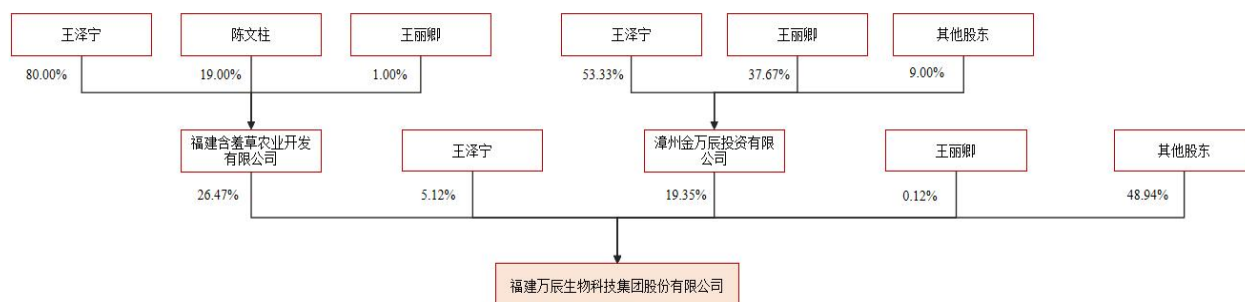 王泽宁
陈文柱
王丽卿
王泽宁
王丽卿
其他股东
80.00%
19.00%
1.00%
53.33%
37.67%
9.00%
福建含羞草农业开发
有限公司
王泽宁
漳州金万辰投资有限
公司
王丽卿
其他股东
26.47%
5.12%
19.35%
0.12%
48.94%
福建万辰生物科技集团股份有限公司